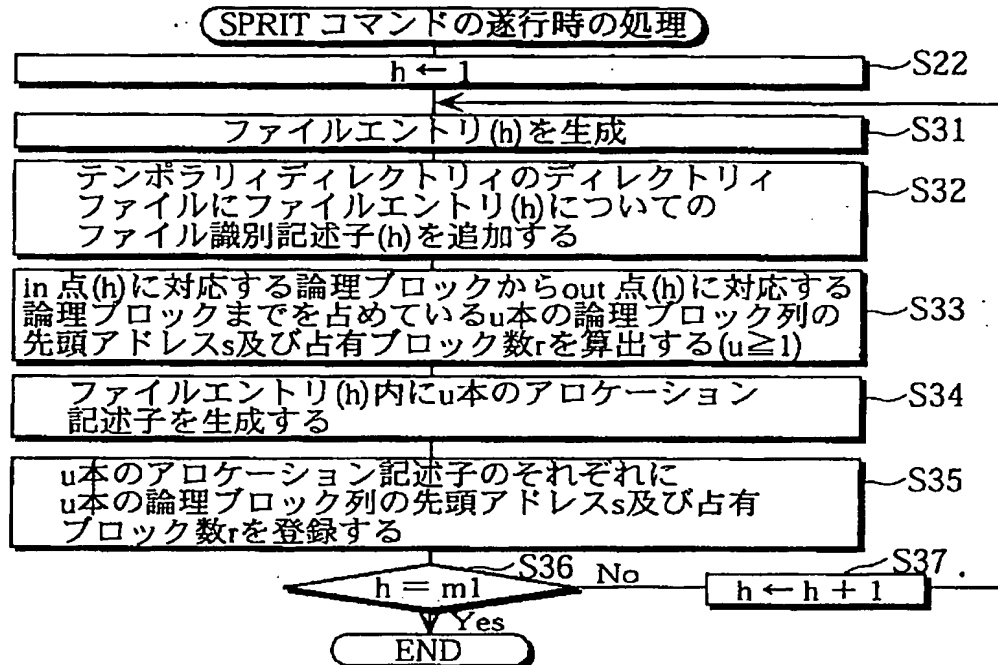 SPRIT コマンドの遂行時の処理
h ← 1
S22
ファイルエントリ(h)を生成
S31
テンポラリィディレクトリィのディレクトリィ
ファイルにファイルエントリ(h)についての
ファイル識別記述子(h)を追加する
S32
in 点(h)に対応する論理ブロックからout 点(h)に対応する
論理ブロックまでを占めているu本の論理ブロック列の
先頭アドレスs及び占有ブロック数rを算出する(u≧1)
S33
ファイルエントリ(h)内にu本のアロケーション
記述子を生成する
S34
u本のアロケーション記述子のそれぞれに
u本の論理ブロック列の先頭アドレスs及び占有
ブロック数rを登録する
S35
S36
h = m1
No
S37
h ← h + 1
Yes
END